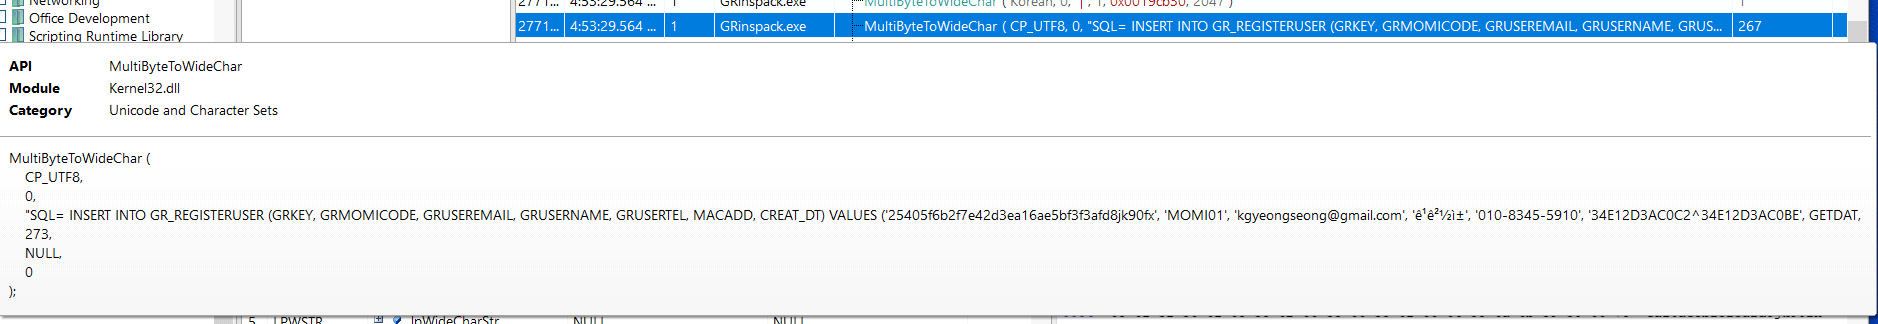 Networking
Office Development
Scripting Runtime Library
2771... 4:53:29.564 ... 1 GRinspack.exe MultiByteToWideChar ( CP_UTF8, 0, "SQL= INSERT INTO GR_REGISTERUSER (GRKEY, GRMOMICODE, GRUSEREMAIL, GRUSERNAME, GRUS... 267
API MultiByteToWideChar
Module Kernel32.dll
Category Unicode and Character Sets
MultiByteToWideChar (
CP_UTF8,
0,
"SQL= INSERT INTO GR_REGISTERUSER (GRKEY, GRMOMICODE, GRUSEREMAIL, GRUSERNAME, GRUSERTEL, MACADD, CREAT_DT) VALUES ('25405f6b2f7e42d3ea16ae5bf3f3afd8jk90fx', 'MOMI01', 'kgyeongseong@gmail.com', 'ê¹ê²½ì±', '010-8345-5910', '34E12D3AC0C2^34E12D3AC0BE', GETDAT,
273,
NULL,
0
);
5 LPWSTR lpWideCharStr NULL NULL